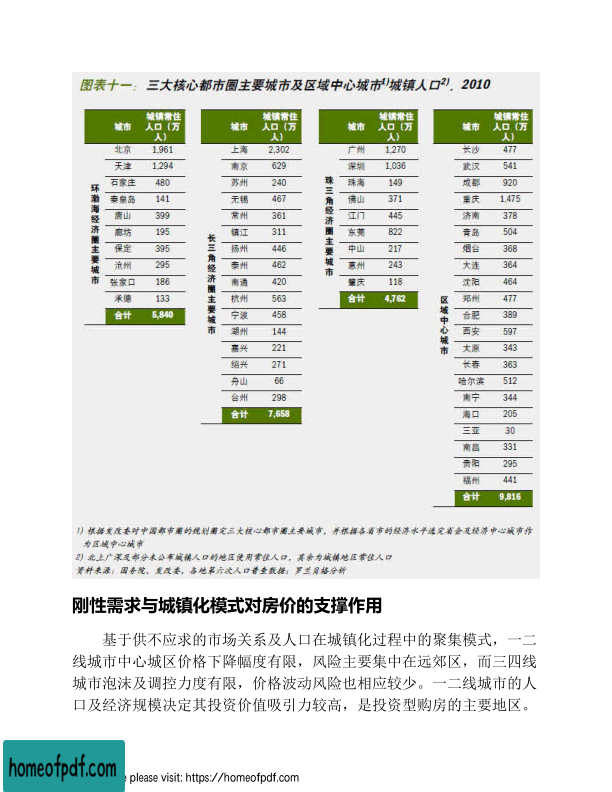 图表十一：三大核心都市圈主要城市及区域中心城市1)城镇人口2)，2010
环渤海经济圈主要城市
城市 城镇常住人口（万人）
北京 1,961
天津 1,294
石家庄 480
秦皇岛 141
唐山 399
廊坊 195
保定 395
沧州 295
张家口 186
承德 133
合计 5,840
长三角经济圈主要城市
城市 城镇常住人口（万人）
上海 2,302
南京 629
苏州 240
无锡 467
常州 361
镇江 311
扬州 446
泰州 462
南通 420
杭州 563
宁波 458
湖州 144
嘉兴 221
绍兴 271
舟山 66
台州 298
合计 7,658
珠三角经济圈主要城市
城市 城镇常住人口（万人）
广州 1,270
深圳 1,036
珠海 149
佛山 371
江门 445
东莞 822
中山 217
惠州 243
肇庆 118
合计 4,762
区域中心城市
城市 城镇常住人口（万人）
长沙 477
武汉 541
成都 920
重庆 1,475
济南 378
青岛 504
烟台 368
大连 364
沈阳 464
郑州 477
合肥 389
西安 597
太原 343
长春 363
哈尔滨 512
南宁 344
海口 205
三亚 30
南昌 331
贵阳 295
福州 441
合计 9,816
1) 根据发改委对中国都市圈的规划圈定三大核心都市圈主要城市，并根据各省市的经济水平选定省会及经济中心城市作
为区域中心城市
2) 北上广深及部分未公布城镇人口的地区使用常住人口，其余为城镇地区常住人口
资料来源：国务院，发改委，各地第六次人口普查数据；罗兰贝格分析
刚性需求与城镇化模式对房价的支撑作用
基于供不应求的市场关系及人口在城镇化过程中的聚集模式，一二
线城市中心城区价格下降幅度有限，风险主要集中在远郊区，而三四线
城市泡沫及调控力度有限，价格波动风险也相应较少。一二线城市的人
口及经济规模决定其投资价值吸引力较高，是投资型购房的主要地区。
homeofpdf.com
please visit: https://homeofpdf.com